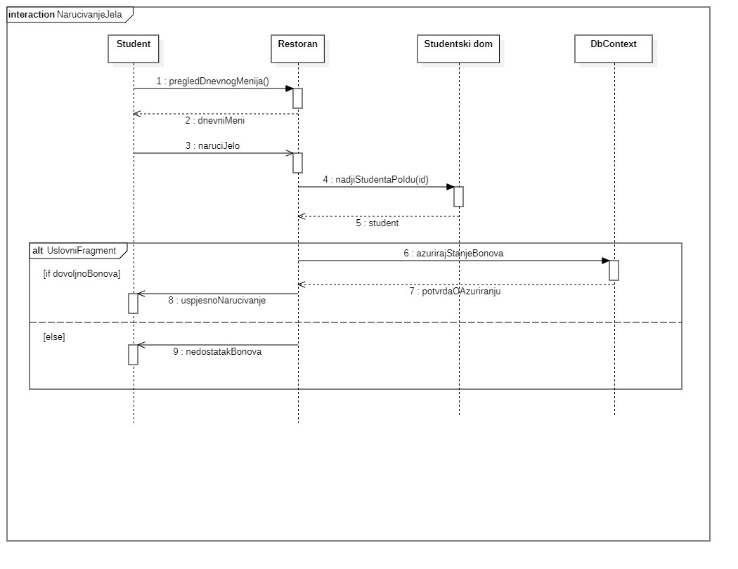 interaction NarucivanjeJela
Student
Restoran
Studentski dom
DbContext
1 : pregledDnevnogMenija()
2 : dnevniMeni
3 : naruciJelo
4 : nadjiStudentaPoIdu(id)
5 : student
alt UslovniFragment
6 : azurirajStanjeBonova
[if dovoljnoBonova]
7 : potvrdaOAzuriranju
8 : uspjesnoNarucivanje
[else]
9 : nedostatakBonova